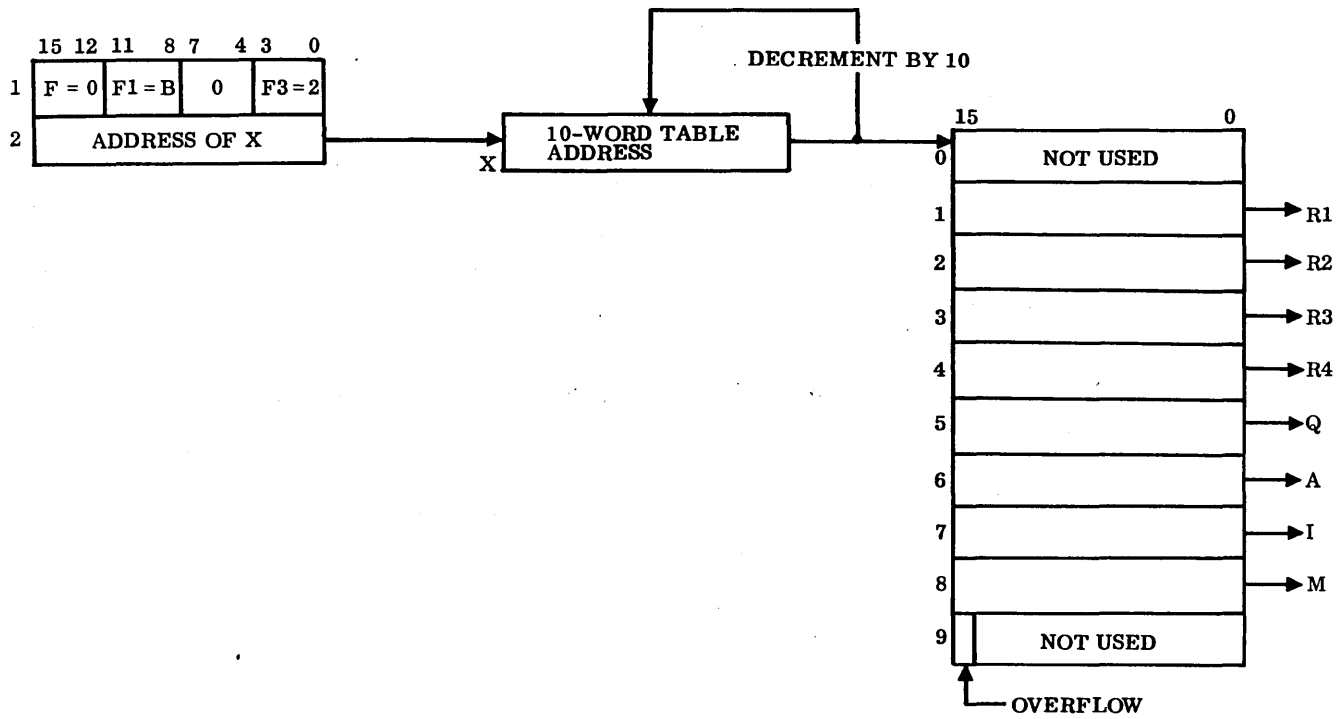 DECREMENT BY 10
15 12 11 8 7 4 3 0
1 F = 0 F1 = B 0 F3=2
2 ADDRESS OF X
X 10-WORD TABLE
ADDRESS
15 0
0 NOT USED
1 R1
2 R2
3 R3
4 R4
5 Q
6 A
7 I
8 M
9 NOT USED
OVERFLOW